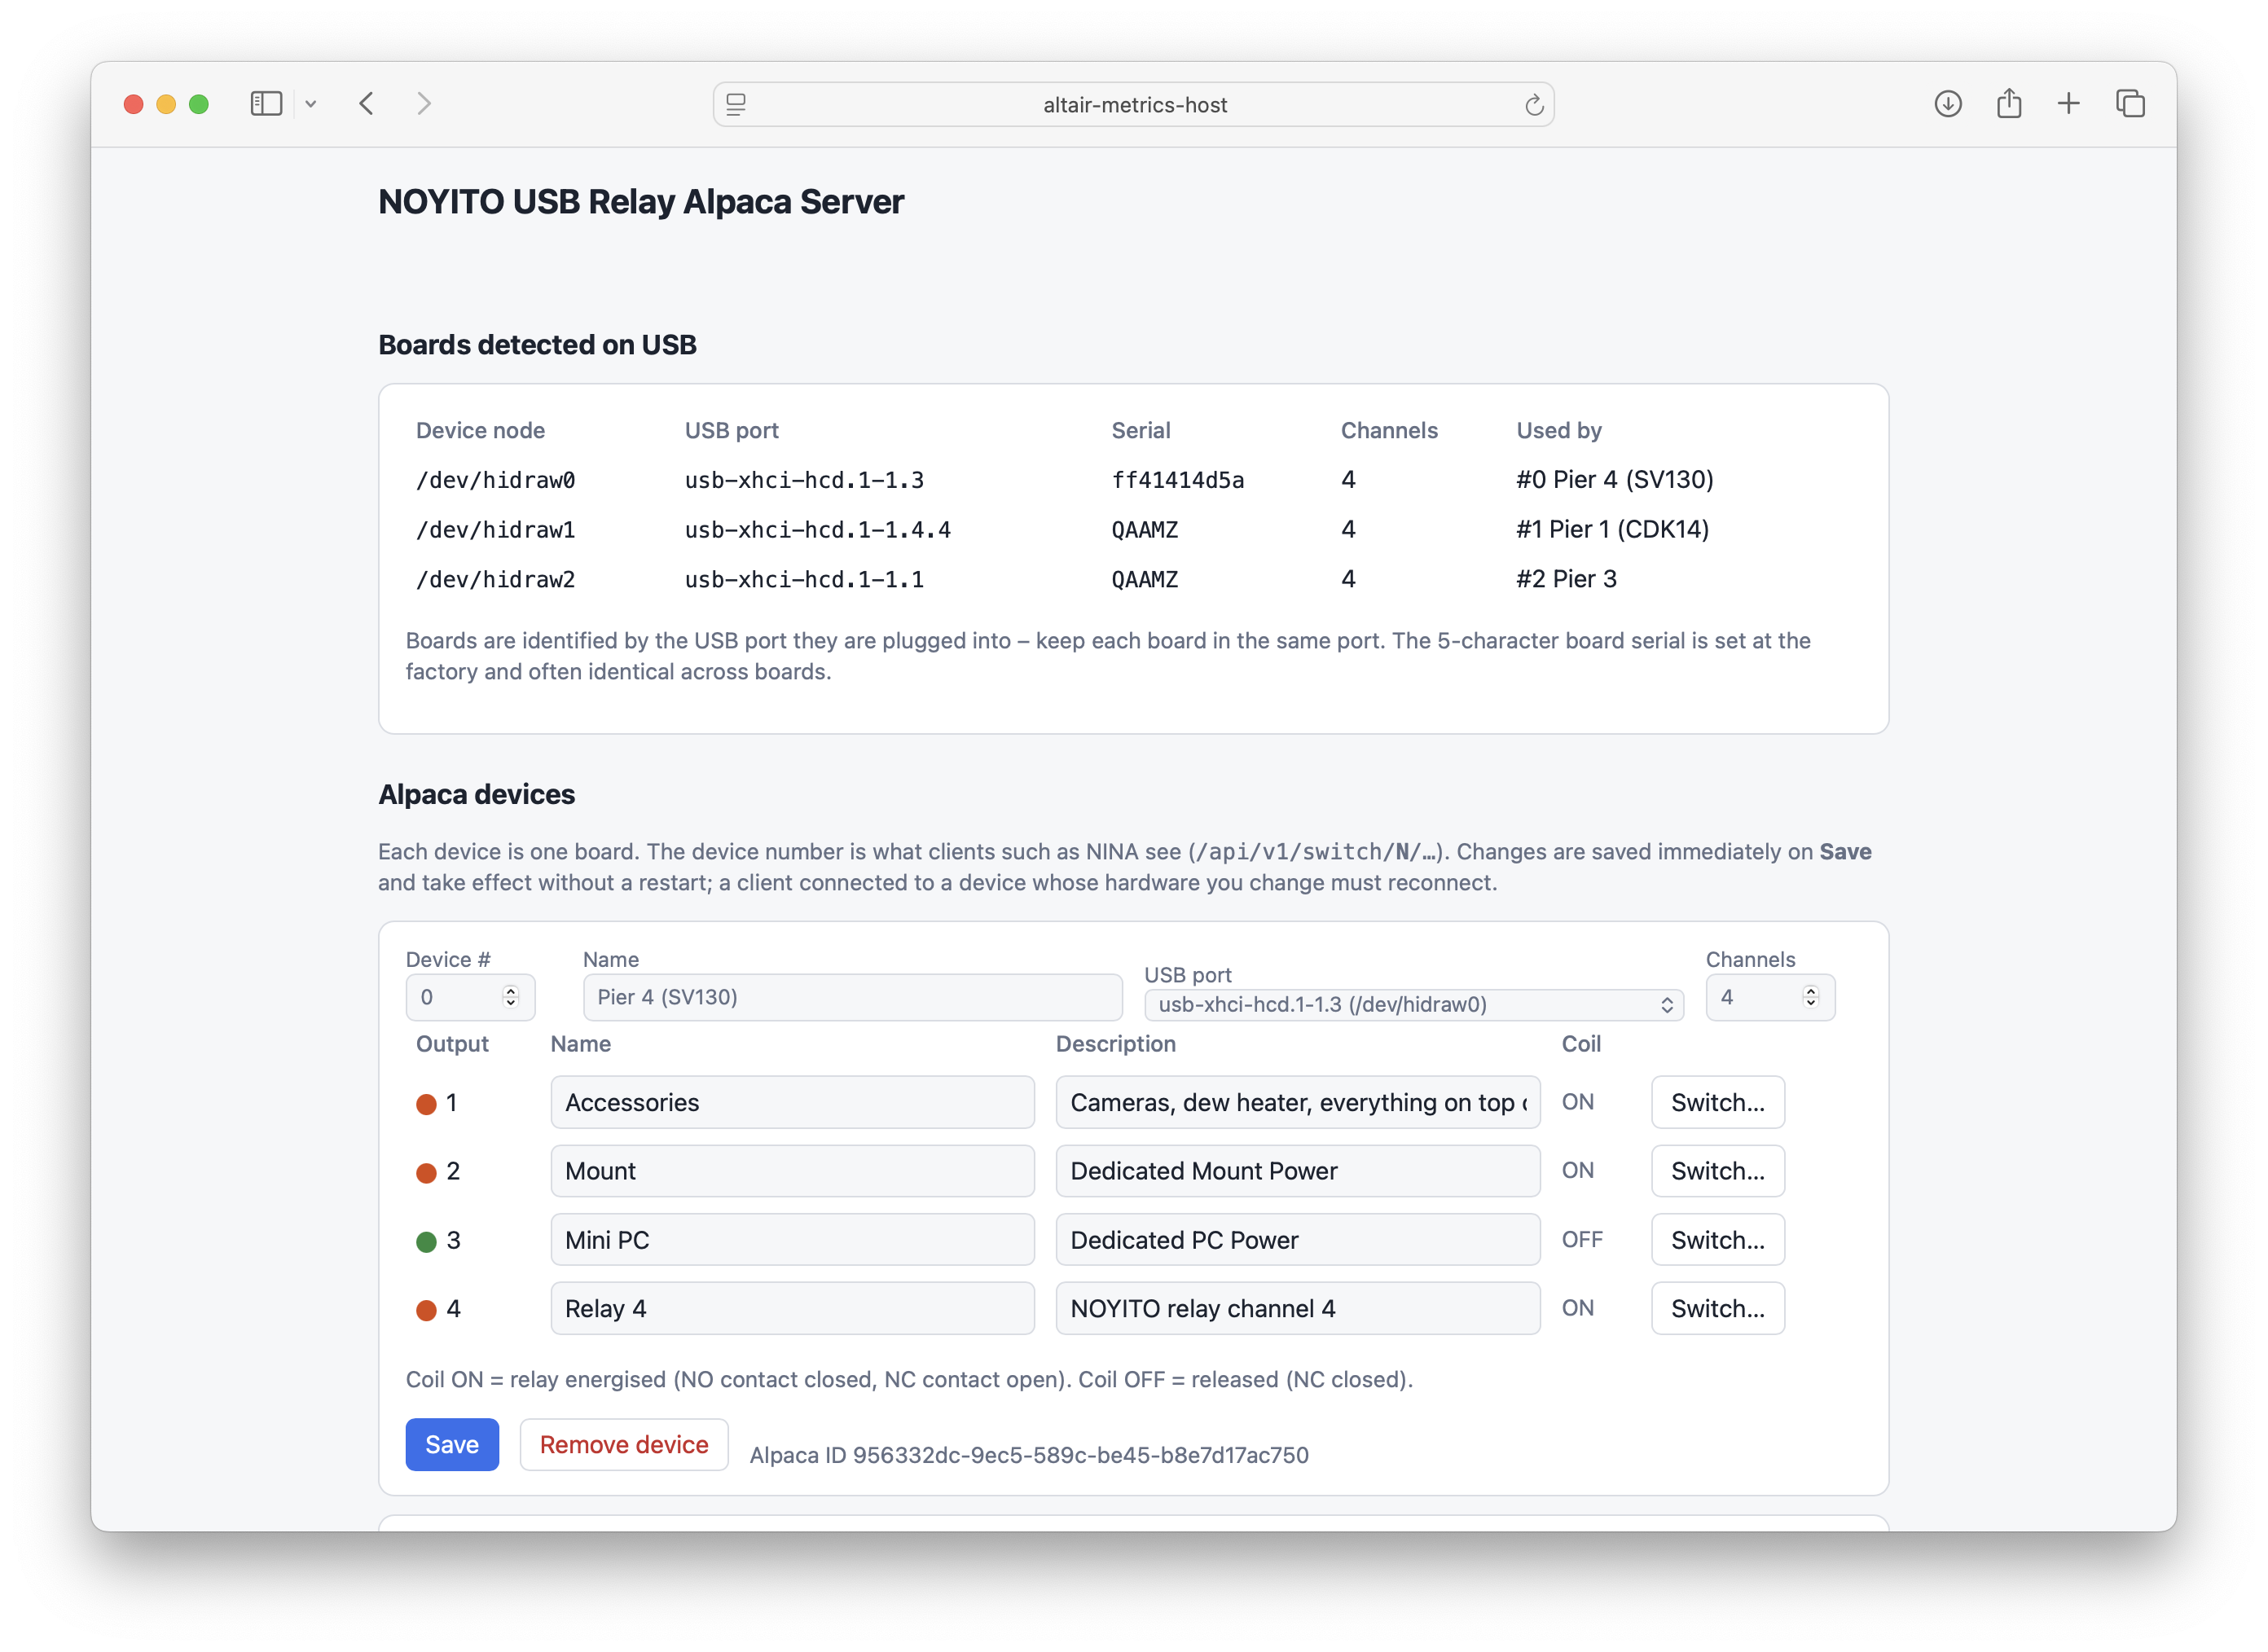 altair-metrics-host
NOYITO USB Relay Alpaca Server
Boards detected on USB
Device node USB port Serial Channels Used by
/dev/hidraw0 usb-xhci-hcd.1-1.3 ff41414d5a 4 #0 Pier 4 (SV130)
/dev/hidraw1 usb-xhci-hcd.1-1.4.4 QAAMZ 4 #1 Pier 1 (CDK14)
/dev/hidraw2 usb-xhci-hcd.1-1.1 QAAMZ 4 #2 Pier 3
Boards are identified by the USB port they are plugged into – keep each board in the same port. The 5-character board serial is set at the
factory and often identical across boards.
Alpaca devices
Each device is one board. The device number is what clients such as NINA see (/api/v1/switch/N/…). Changes are saved immediately on Save
and take effect without a restart; a client connected to a device whose hardware you change must reconnect.
Device # Name USB port Channels
0 Pier 4 (SV130) usb-xhci-hcd.1-1.3 (/dev/hidraw0) 4
Output Name Description Coil
1 Accessories Cameras, dew heater, everything on top ON Switch...
2 Mount Dedicated Mount Power ON Switch...
3 Mini PC Dedicated PC Power OFF Switch...
4 Relay 4 NOYITO relay channel 4 ON Switch...
Coil ON = relay energised (NO contact closed, NC contact open). Coil OFF = released (NC closed).
Save Remove device Alpaca ID 956332dc-9ec5-589c-be45-b8e7d17ac750